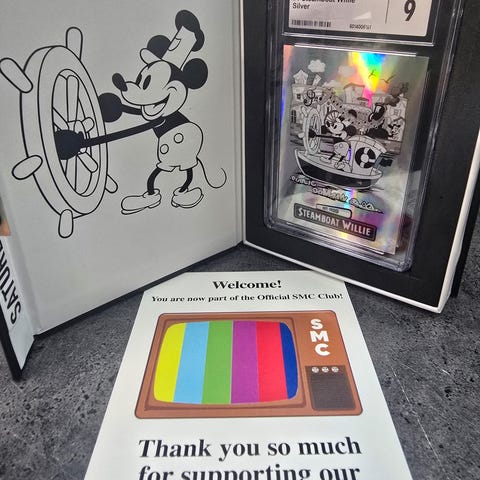 Steamboat Willie
Silver
9
STEAMBOAT WILLIE
SATUR
Welcome!
You are now part of the Official SMC Club!
SMC
Thank you so much
for supporting our